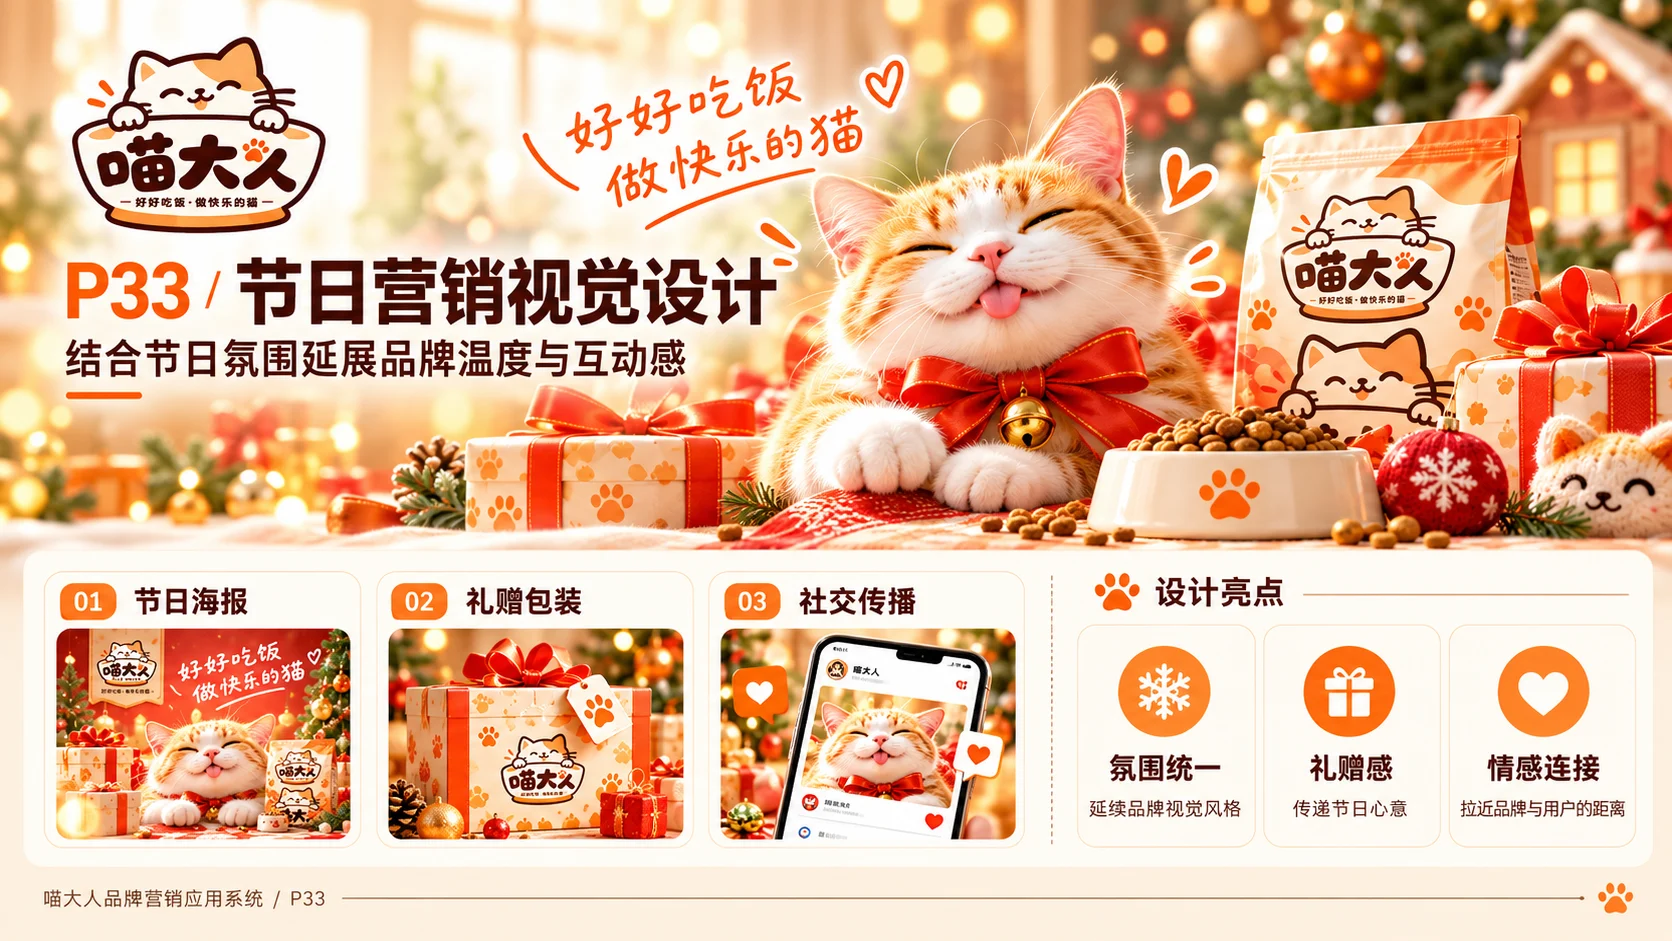 喵大人
好好吃饭·做快乐的猫
好好吃饭
做快乐的猫
P33 / 节日营销视觉设计
结合节日氛围延展品牌温度与互动感
喵大人
好好吃饭·做快乐的猫
01 节日海报
喵大人
好好吃饭
做快乐的猫
喵大人
02 礼赠包装
喵大人
03 社交传播
喵大人
设计亮点
氛围统一
延续品牌视觉风格
礼赠感
传递节日心意
情感连接
拉近品牌与用户的距离
喵大人品牌营销应用系统 / P33